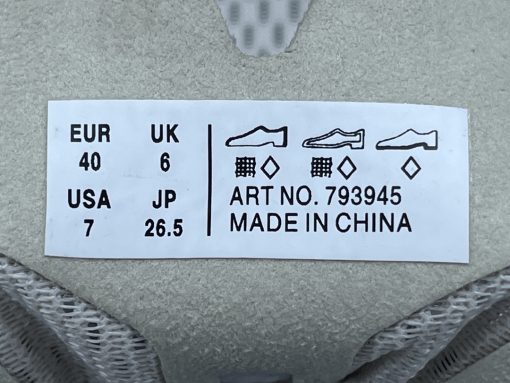 EUR UK
40 6
USA JP
7 26.5
ART NO. 793945
MADE IN CHINA